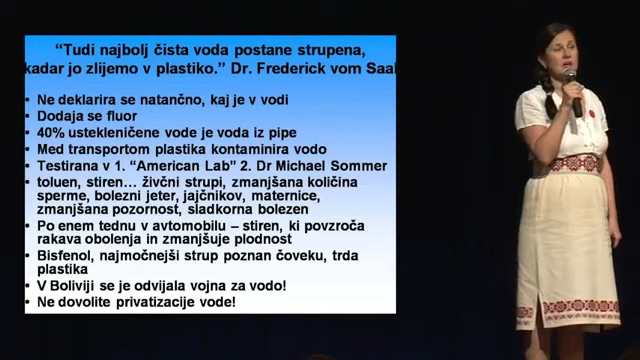 “Tudi najbolj čista voda postane strupena,
kadar jo zlijemo v plastiko.” Dr. Frederick vom Saal
• Ne deklarira se natančno, kaj je v vodi
• Dodaja se fluor
• 40% ustekleničene vode je voda iz pipe
• Med transportom plastika kontaminira vodo
• Testirana v 1. “American Lab” 2. Dr Michael Sommer
• toluen, stiren… živčni strupi, zmanjšana količina
sperme, bolezni jeter, jajčnikov, maternice,
zmanjšana pozornost, sladkorna bolezen
• Po enem tednu v avtomobilu – stiren, ki povzroča
rakava obolenja in zmanjšuje plodnost
• Bisfenol, najmočnejši strup poznan čoveku, trda
plastika
• V Boliviji se je odvijala vojna za vodo!
• Ne dovolite privatizacije vode!